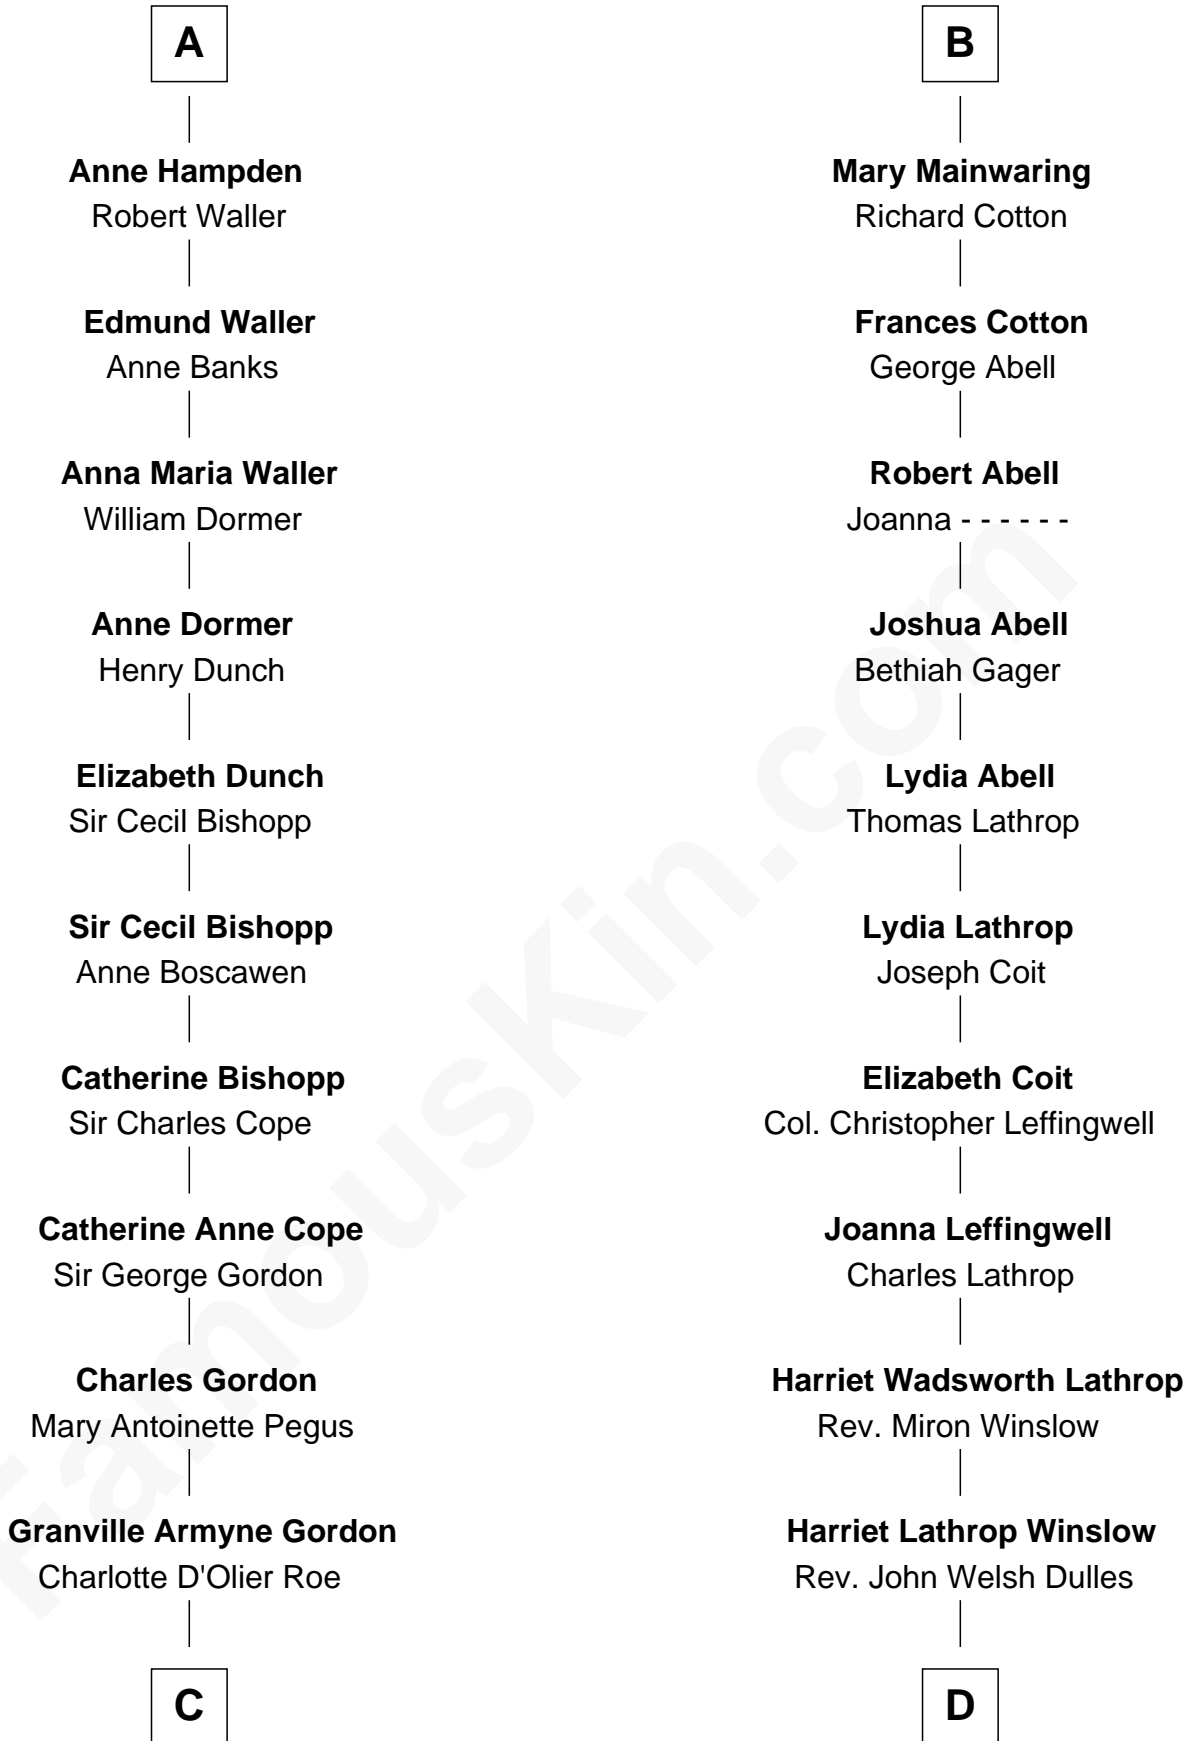 A
Anne Hampden
Robert Waller
Edmund Waller
Anne Banks
Anna Maria Waller
William Dormer
Anne Dormer
Henry Dunch
Elizabeth Dunch
Sir Cecil Bishopp
Sir Cecil Bishopp
Anne Boscawen
Catherine Bishopp
Sir Charles Cope
Catherine Anne Cope
Sir George Gordon
Charles Gordon
Mary Antoinette Pegus
Granville Armyne Gordon
Charlotte D'Olier Roe
C
B
Mary Mainwaring
Richard Cotton
Frances Cotton
George Abell
Robert Abell
Joanna - - - - - -
Joshua Abell
Bethiah Gager
Lydia Abell
Thomas Lathrop
Lydia Lathrop
Joseph Coit
Elizabeth Coit
Col. Christopher Leffingwell
Joanna Leffingwell
Charles Lathrop
Harriet Wadsworth Lathrop
Rev. Miron Winslow
Harriet Lathrop Winslow
Rev. John Welsh Dulles
D
FamousKin.com